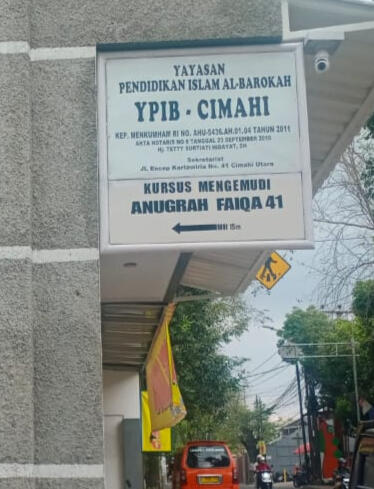 YAYASAN
PENDIDIKAN ISLAM AL-BAROKAH
YPIB - CIMAHI
KEP. MENKUMHAM RI NO. AHU-5436.AH.01.04 TAHUN 2011
AKTA NOTARIS NO 9 TANGGAL 23 SEPTEMBER 2010
Hj. TETTY SURTIATI HIDAYAT, SH
Sekretariat
JL. Encep Kartawiria No. 41 Cimahi Utara
KURSUS MENGEMUDI
ANUGRAH FAIQA 41
15m